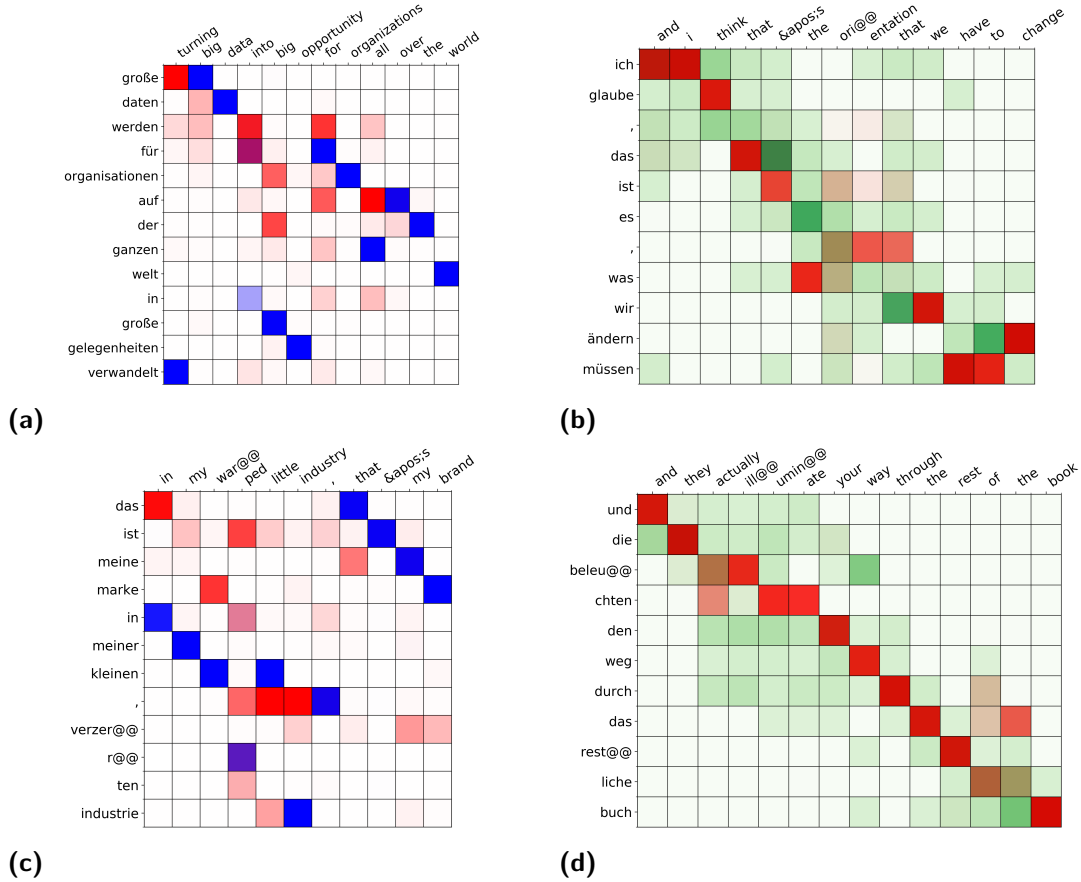 turning big data into big opportunity for organizations all over the world
große
daten
werden
für
organisationen
auf
der
ganzen
welt
in
große
gelegenheiten
verwandelt
(a)
and i think that &apos;s the ori@@ entation that we have to change
ich
glaube
,
das
ist
es
,
was
wir
ändern
müssen
(b)
in my war@@ ped little industry , that &apos;s my brand
das
ist
meine
marke
in
meiner
kleinen
,
verzer@@
r@@
ten
industrie
(c)
and they actually ill@@ umin@@ ate your way through the rest of the book
und
die
beleu@@
chten
den
weg
durch
das
rest@@
liche
buch
(d)